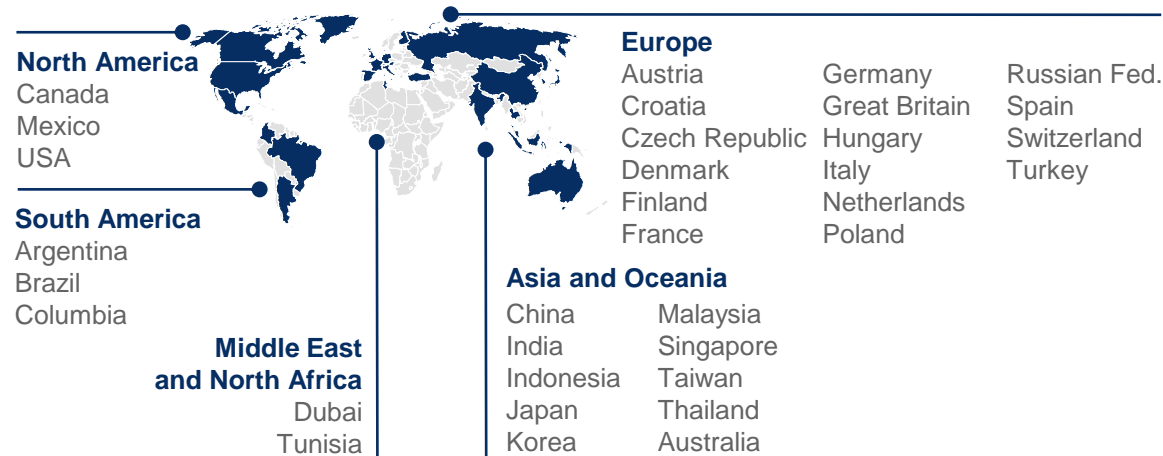 North America
Canada
Mexico
USA
South America
Argentina
Brazil
Columbia
Middle East
and North Africa
Dubai
Tunisia
Europe
Austria
Croatia
Czech Republic
Denmark
Finland
France
Germany
Great Britain
Hungary
Italy
Netherlands
Poland
Russian Fed.
Spain
Switzerland
Turkey
Asia and Oceania
China
India
Indonesia
Japan
Korea
Malaysia
Singapore
Taiwan
Thailand
Australia